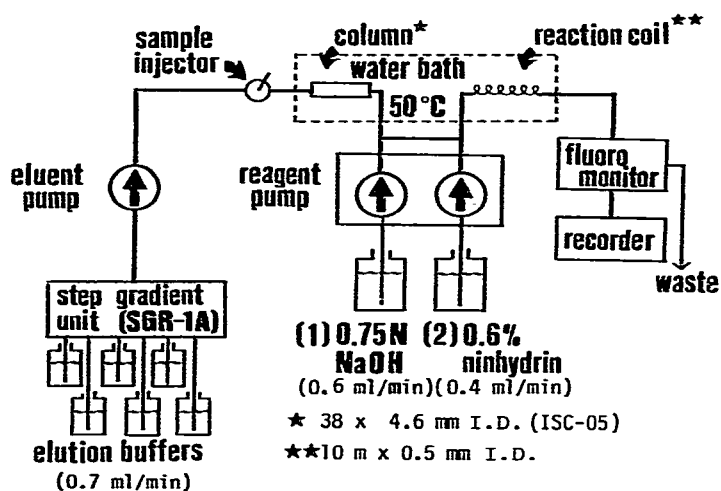 sample injector
column★
reaction coil★★
water bath
50°C
eluent pump
reagent pump
fluoro monitor
recorder
waste
step gradient
unit (SGR-1A)
(1) 0.75N NaOH
(2) 0.6% ninhydrin
(0.6 ml/min)(0.4 ml/min)
elution buffers
(0.7 ml/min)
★ 38 x 4.6 mm I.D. (ISC-05)
★★10 m x 0.5 mm I.D.